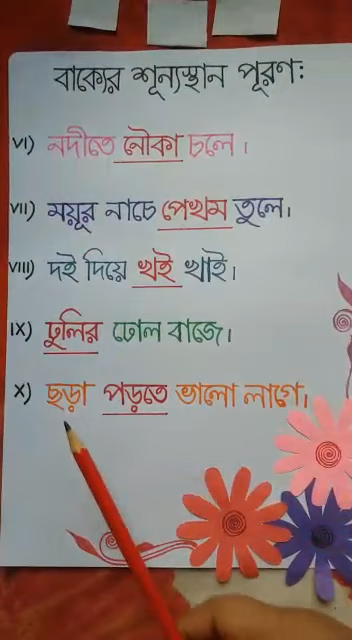 বাক্যের শূন্যস্থান পূরণ:
VI) নদীতে নৌকা চলে।
VII) ময়ূর নাচে পেখম তুলে।
VIII) দই দিয়ে খই খাই।
IX) ঢুলির ঢোল বাজে।
X) ছড়া পড়তে ভালো লাগে।